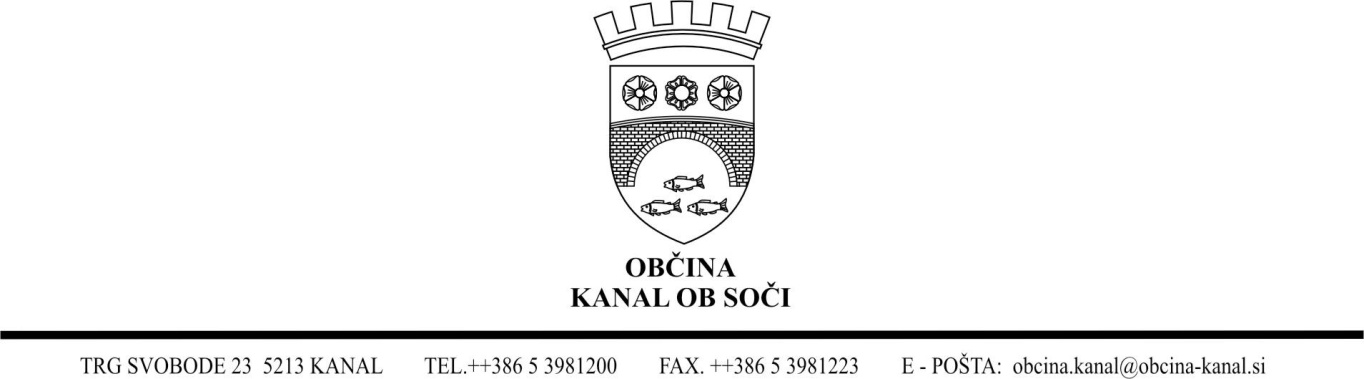 OBČINA
KANAL OB SOČI
TRG SVOBODE 23 5213 KANAL TEL.++386 5 3981200 FAX. ++386 5 3981223 E - POŠTA: obcina.kanal@obcina-kanal.si